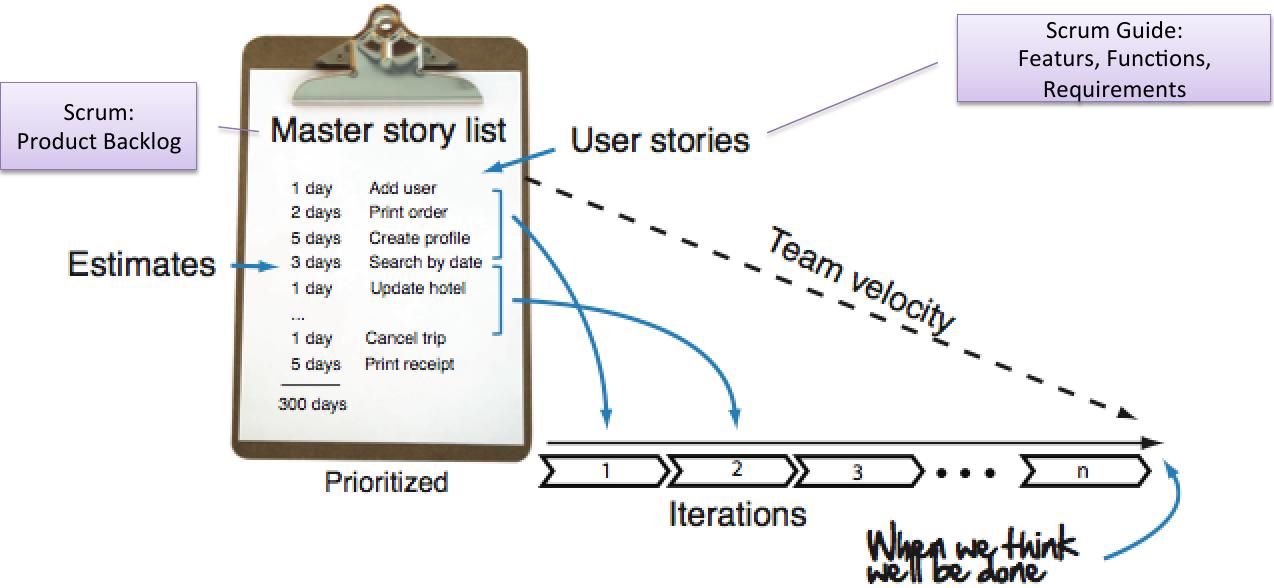 Scrum Guide:
Featurs, Functions,
Requirements
Scrum:
Product Backlog
Master story list
User stories
1 day Add user
2 days Print order
5 days Create profile
3 days Search by date
1 day Update hotel
...
1 day Cancel trip
5 days Print receipt
300 days
Estimates
Team velocity
Prioritized
1 2 3 n
Iterations
When we think
we'll be done